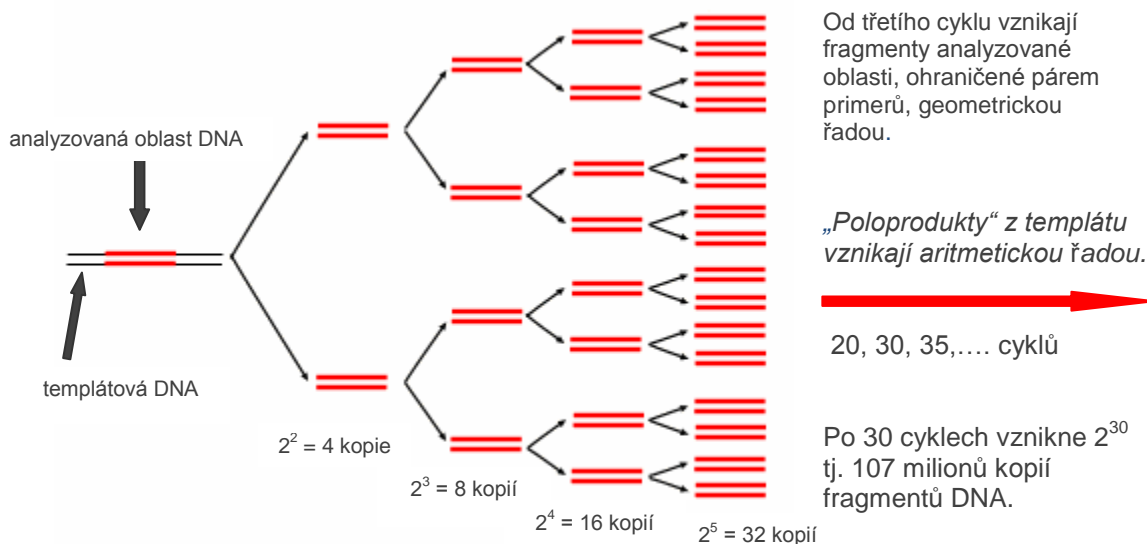 analyzovaná oblast DNA
templátová DNA
2² = 4 kopie
2³ = 8 kopií
2⁴ = 16 kopií
2⁵ = 32 kopií
Od třetího cyklu vznikají
fragmenty analyzované
oblasti, ohraničené párem
primerů, geometrickou
řadou.
„Poloprodukty“ z templátu
vznikají aritmetickou řadou.
20, 30, 35,…. cyklů
Po 30 cyklech vznikne 2³⁰
tj. 107 milionů kopií
fragmentů DNA.